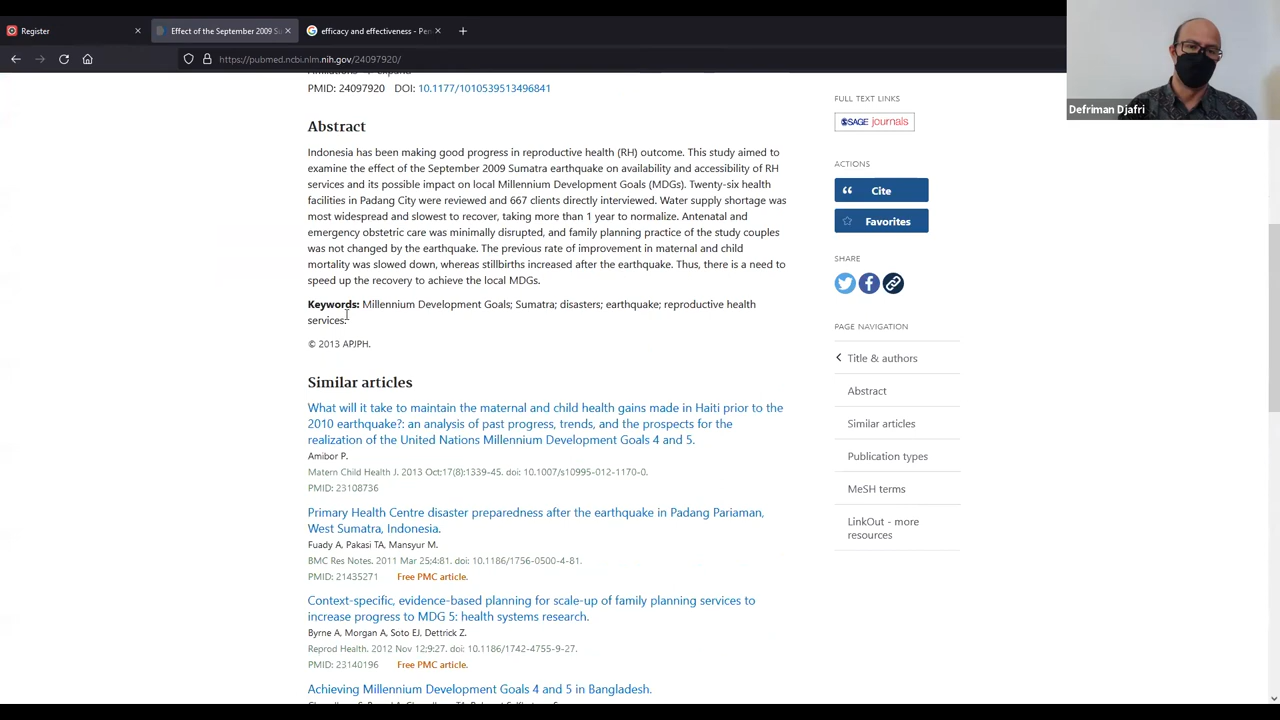 Register
Effect of the September 2009 Su
efficacy and effectiveness - Pen
https://pubmed.ncbi.nlm.nih.gov/24097920/
Defriman Djafri
PMID: 24097920 DOI: 10.1177/1010539513496841
Abstract
Indonesia has been making good progress in reproductive health (RH) outcome. This study aimed to
examine the effect of the September 2009 Sumatra earthquake on availability and accessibility of RH
services and its possible impact on local Millennium Development Goals (MDGs). Twenty-six health
facilities in Padang City were reviewed and 667 clients directly interviewed. Water supply shortage was
most widespread and slowest to recover, taking more than 1 year to normalize. Antenatal and
emergency obstetric care was minimally disrupted, and family planning practice of the study couples
was not changed by the earthquake. The previous rate of improvement in maternal and child
mortality was slowed down, whereas stillbirths increased after the earthquake. Thus, there is a need to
speed up the recovery to achieve the local MDGs.
Keywords: Millennium Development Goals; Sumatra; disasters; earthquake; reproductive health
services.
© 2013 APJPH.
Similar articles
What will it take to maintain the maternal and child health gains made in Haiti prior to the
2010 earthquake?: an analysis of past progress, trends, and the prospects for the
realization of the United Nations Millennium Development Goals 4 and 5.
Amibor P.
Matern Child Health J. 2013 Oct;17(8):1339-45. doi: 10.1007/s10995-012-1170-0.
PMID: 23108736
Primary Health Centre disaster preparedness after the earthquake in Padang Pariaman,
West Sumatra, Indonesia.
Fuady A, Pakasi TA, Mansyur M.
BMC Res Notes. 2011 Mar 25;4:81. doi: 10.1186/1756-0500-4-81.
PMID: 21435271 Free PMC article.
Context-specific, evidence-based planning for scale-up of family planning services to
increase progress to MDG 5: health systems research.
Byrne A, Morgan A, Soto EJ, Dettrick Z.
Reprod Health. 2012 Nov 12;9:27. doi: 10.1186/1742-4755-9-27.
PMID: 23140196 Free PMC article.
Achieving Millennium Development Goals 4 and 5 in Bangladesh.
FULL TEXT LINKS
SAGE journals
ACTIONS
Cite
Favorites
SHARE
PAGE NAVIGATION
Title & authors
Abstract
Similar articles
Publication types
MeSH terms
LinkOut - more
resources